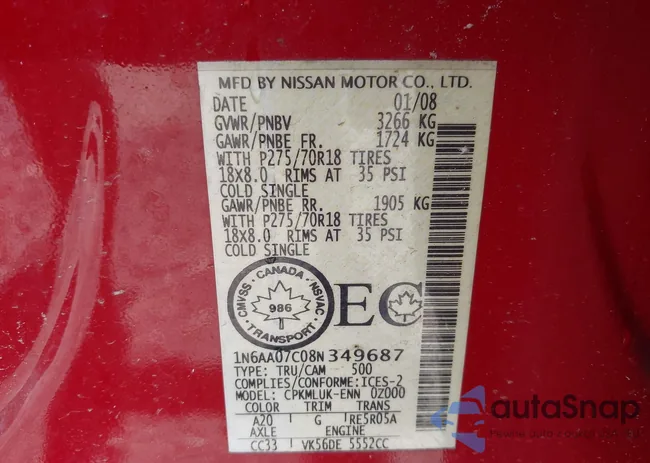 MFD BY NISSAN MOTOR CO., LTD.
DATE 01/08
GVWR/PNBV 3266 KG
GAWR/PNBE FR. 1724 KG
WITH P275/70R18 TIRES
18X8.0 RIMS AT 35 PSI
COLD SINGLE
GAWR/PNBE RR. 1905 KG
WITH P275/70R18 TIRES
18X8.0 RIMS AT 35 PSI
COLD SINGLE
CMVSS · CANADA · NSVAC · TRANSPORT ·
986
EC
1N6AA07C08N349687
TYPE: TRU/CAM 500
COMPLIES/CONFORME:ICES-2
MODEL: CPKMLUK-ENN 0Z000
COLOR TRIM TRANS
A20 G RE5R05A
AXLE ENGINE
CC33 VK56DE 5552CC
autoSnap
POWERED BY